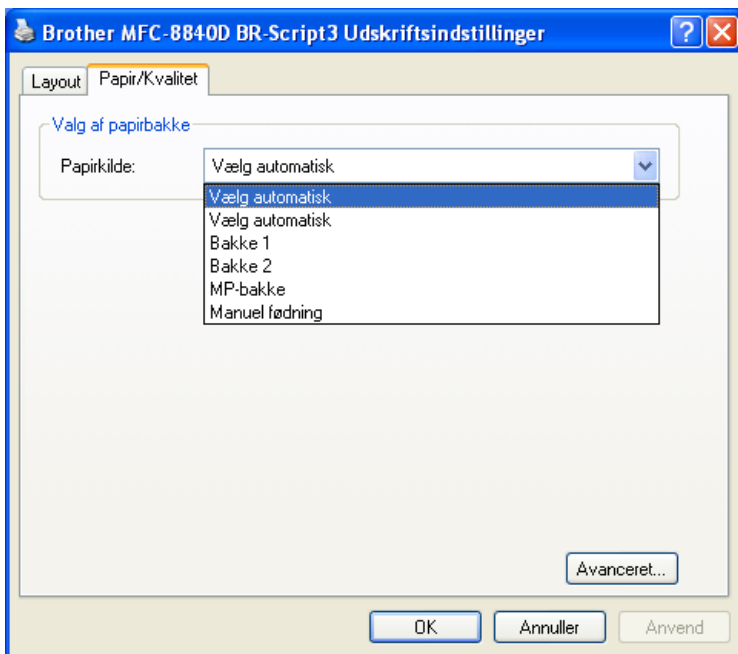 Brother MFC-8840D BR-Script3 Udskriftsindstillinger
Layout Papir/Kvalitet
Valg af papirbakke
Papirkilde: Vælg automatisk
Vælg automatisk
Vælg automatisk
Bakke 1
Bakke 2
MP-bakke
Manuel fødning
Avanceret...
OK Annuller Anvend